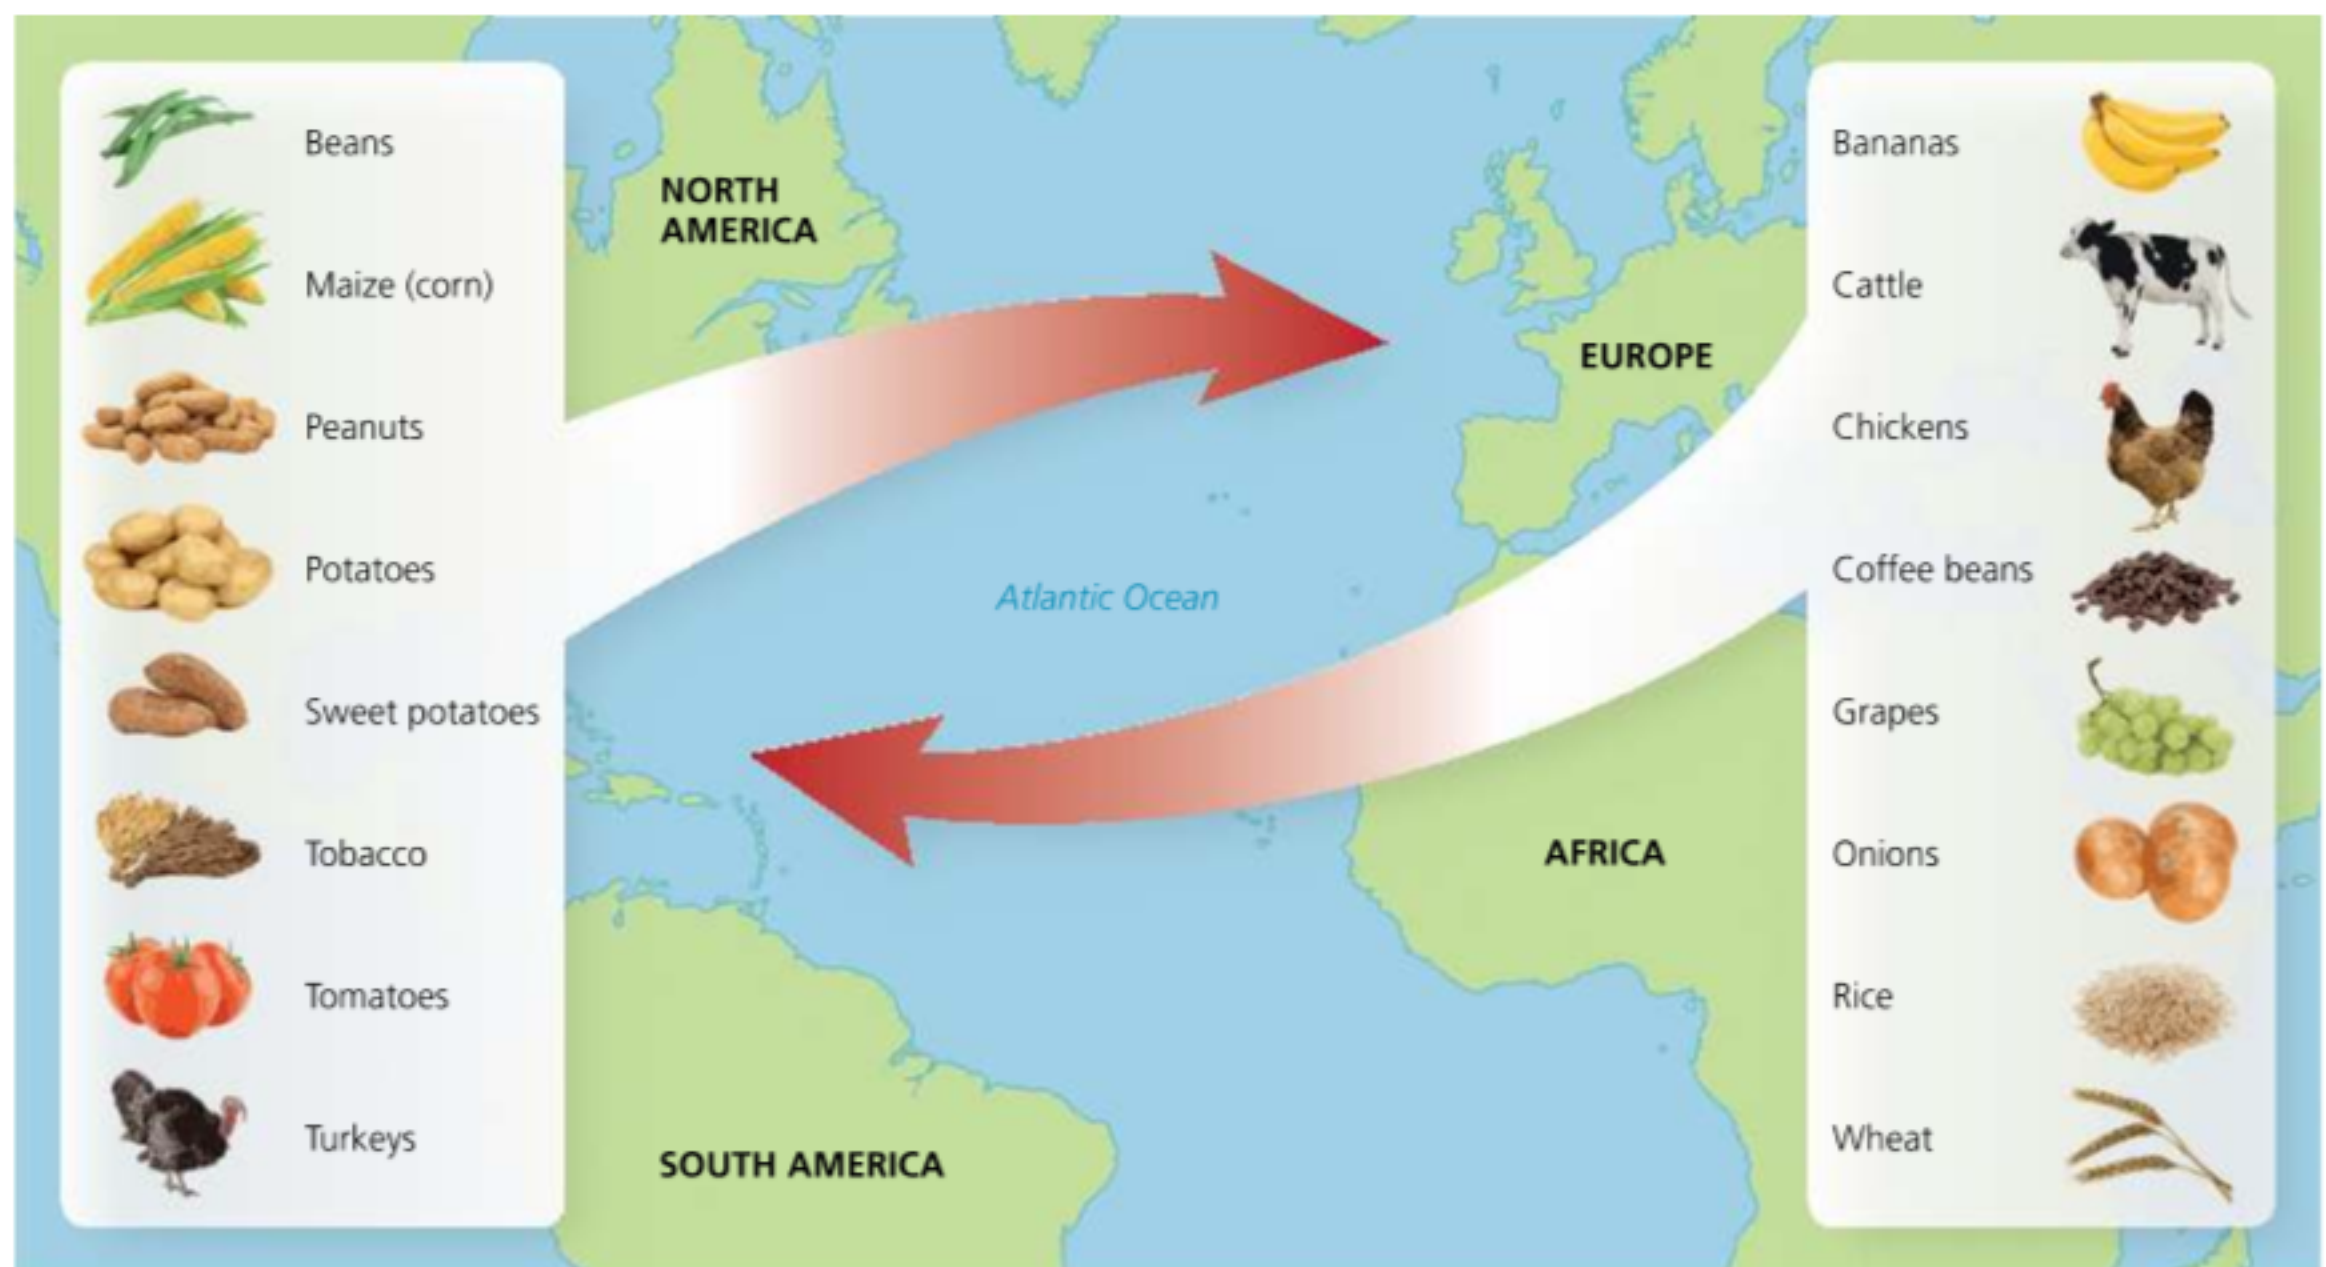 Beans
Maize (corn)
Peanuts
Potatoes
Sweet potatoes
Tobacco
Tomatoes
Turkeys
NORTH
AMERICA
EUROPE
Atlantic Ocean
AFRICA
SOUTH AMERICA
Bananas
Cattle
Chickens
Coffee beans
Grapes
Onions
Rice
Wheat